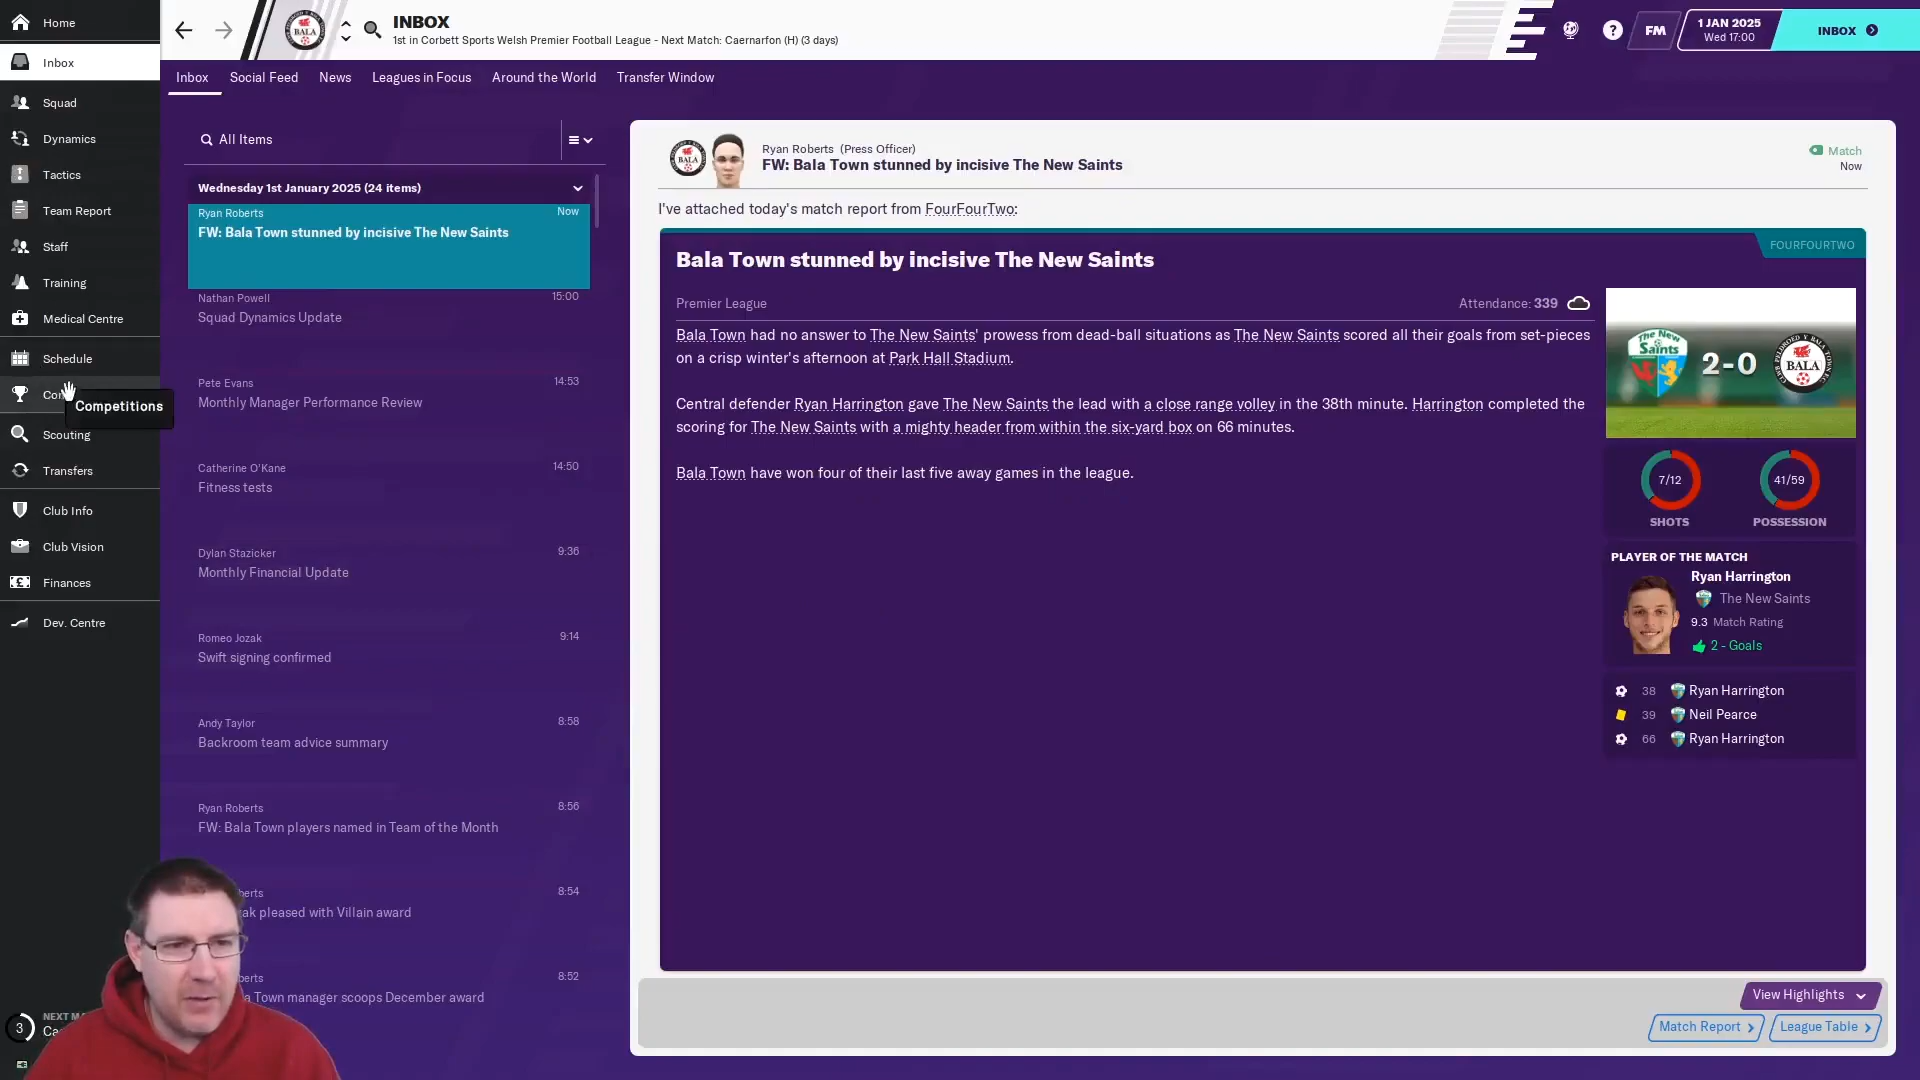 Home
Inbox
Squad
Dynamics
Tactics
Team Report
Staff
Training
Medical Centre
Schedule
Competitions
Scouting
Transfers
Club Info
Club Vision
Finances
Dev. Centre
3
BALA
INBOX
1st in Corbett Sports Welsh Premier Football League - Next Match: Caernarfon (H) (3 days)
?
FM
1 JAN 2025
Wed 17:00
INBOX
Inbox
Social Feed
News
Leagues in Focus
Around the World
Transfer Window
All Items
Wednesday 1st January 2025 (24 items)
Ryan Roberts
Now
FW: Bala Town stunned by incisive The New Saints
Nathan Powell
15:00
Squad Dynamics Update
Pete Evans
14:53
Monthly Manager Performance Review
Catherine O'Kane
14:50
Fitness tests
Dylan Stazicker
9:36
Monthly Financial Update
Romeo Jozak
9:14
Swift signing confirmed
Andy Taylor
8:58
Backroom team advice summary
Ryan Roberts
8:56
FW: Bala Town players named in Team of the Month
8:54
pleased with Villain award
8:52
Town manager scoops December award
BALA
Ryan Roberts (Press Officer)
FW: Bala Town stunned by incisive The New Saints
Match
Now
I've attached today's match report from FourFourTwo:
FOURFOURTWO
Bala Town stunned by incisive The New Saints
Premier League
Attendance: 339
Bala Town had no answer to The New Saints' prowess from dead-ball situations as The New Saints scored all their goals from set-pieces
on a crisp winter's afternoon at Park Hall Stadium.
Central defender Ryan Harrington gave The New Saints the lead with a close range volley in the 38th minute. Harrington completed the
scoring for The New Saints with a mighty header from within the six-yard box on 66 minutes.
Bala Town have won four of their last five away games in the league.
The New Saints
2-0
BALA
7/12
SHOTS
41/59
POSSESSION
PLAYER OF THE MATCH
Ryan Harrington
The New Saints
9.3 Match Rating
2 - Goals
38 Ryan Harrington
39 Neil Pearce
66 Ryan Harrington
View Highlights
Match Report
League Table